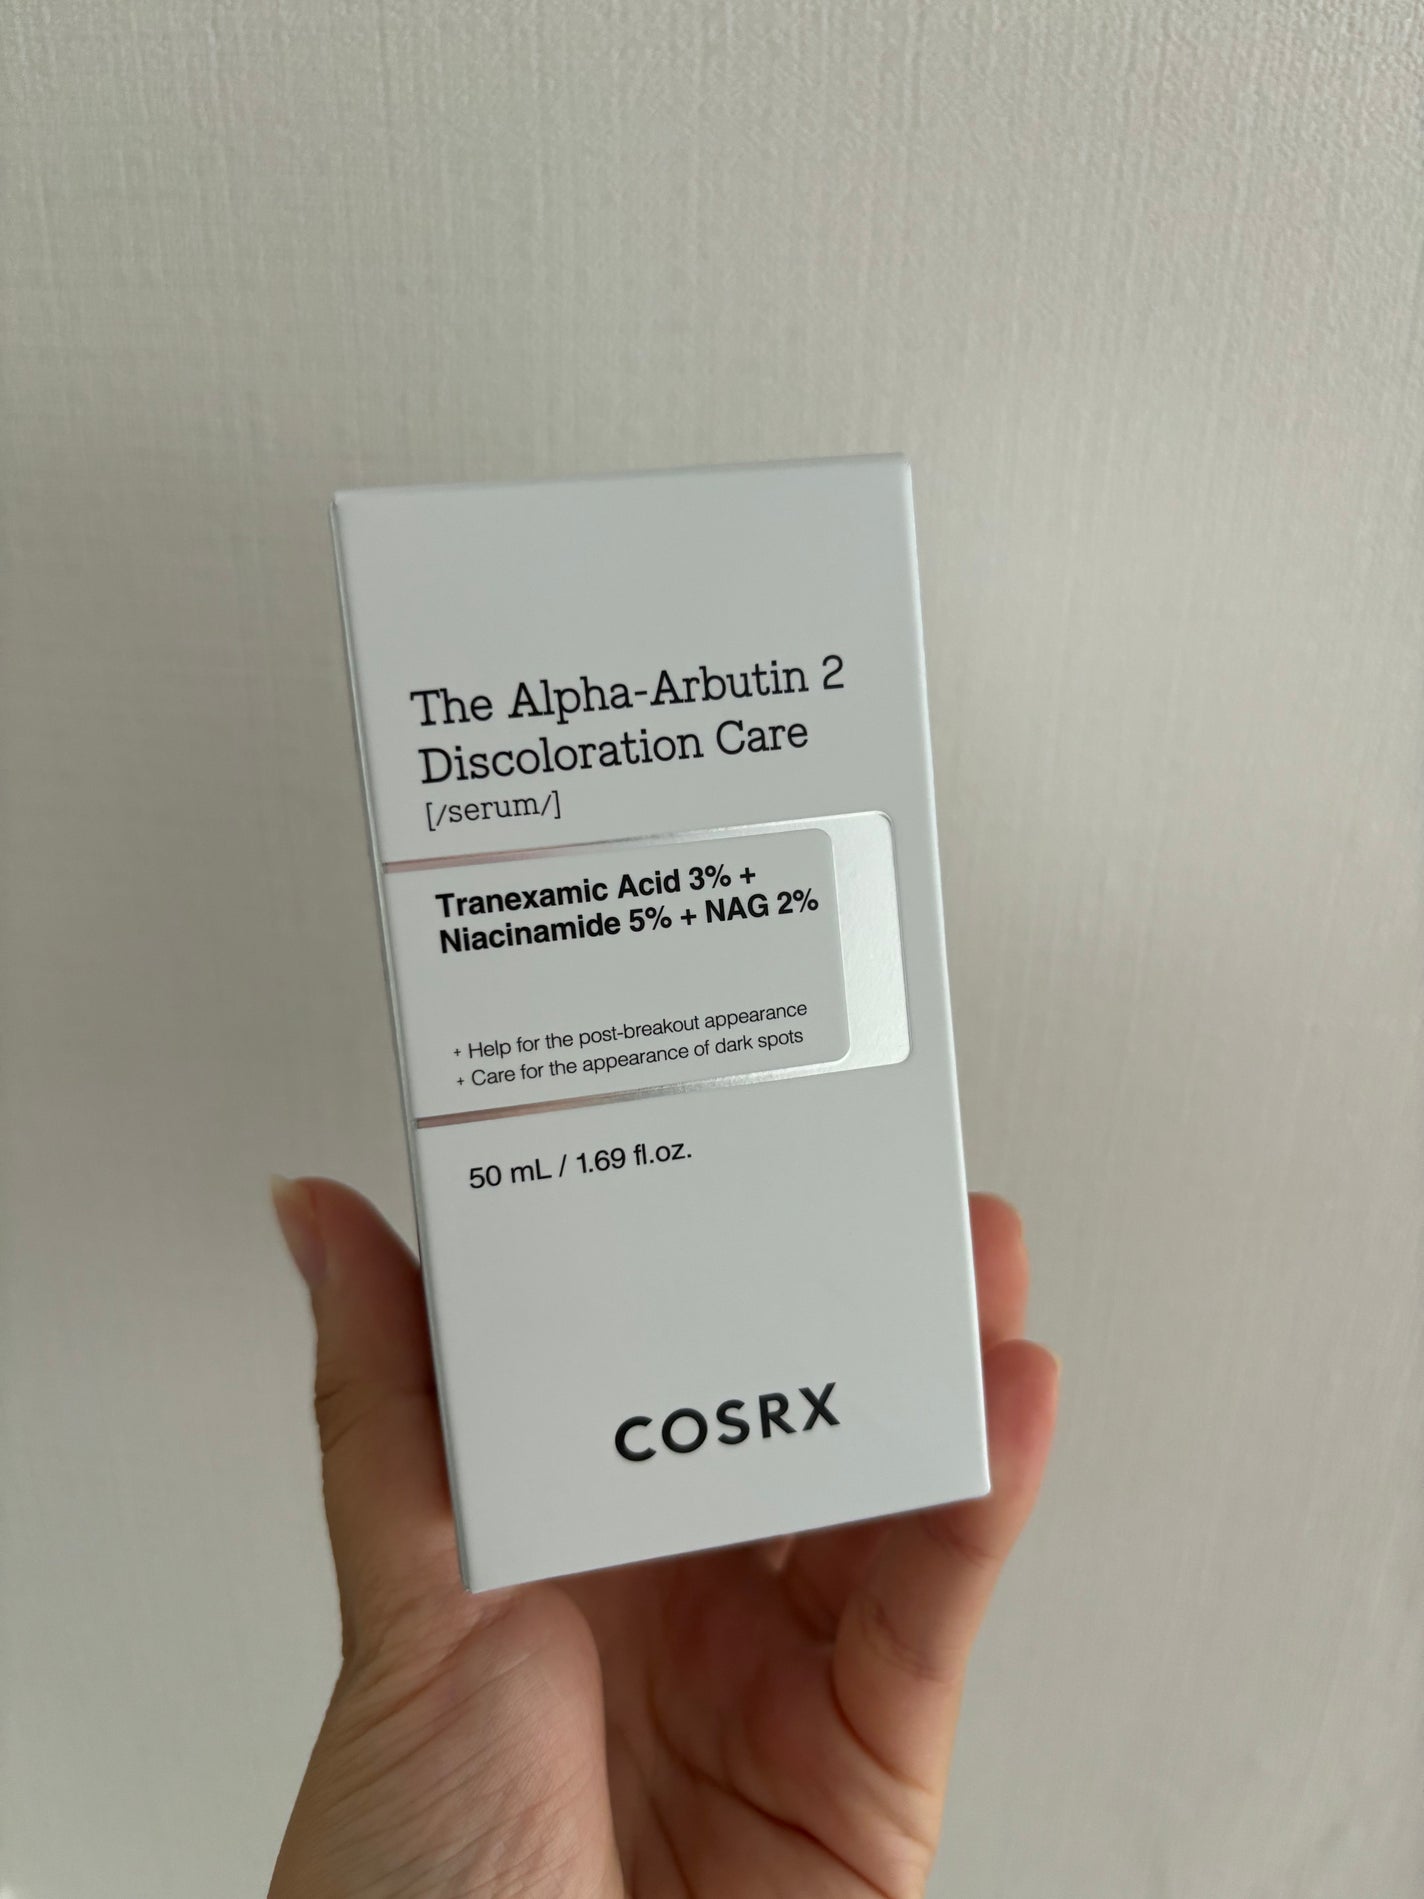 The Alpha-Arbutin 2
Discoloration Care
[/serum/]
Tranexamic Acid 3% +
Niacinamide 5% + NAG 2%
+ Help for the post-breakout appearance
+ Care for the appearance of dark spots
50 mL / 1.69 fl.oz.
COSRX